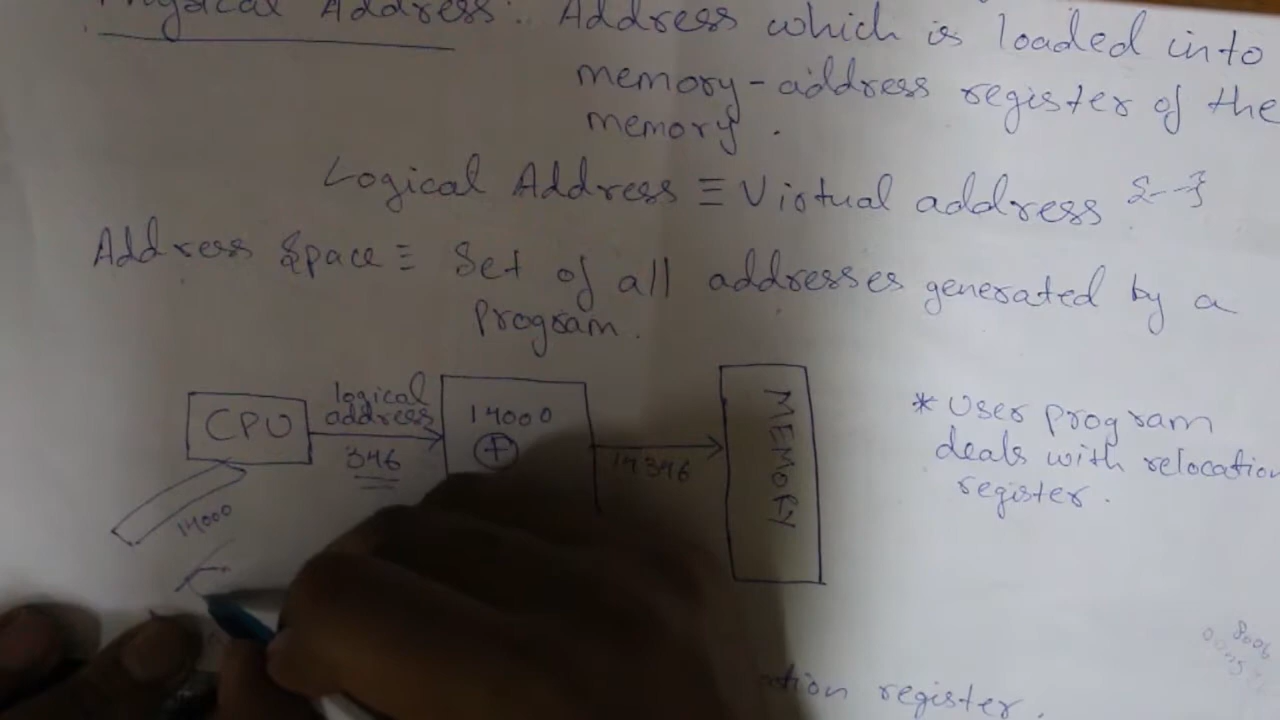 Physical Address : Address which is loaded into
memory-address register of the
memory.
Logical Address ≡ Virtual address
Address Space ≡ Set of all addresses generated by a
program.
CPU
logical
address
346
14000
+
14346
MEMORY
14000
* User program
deals with relocation
register.
register.